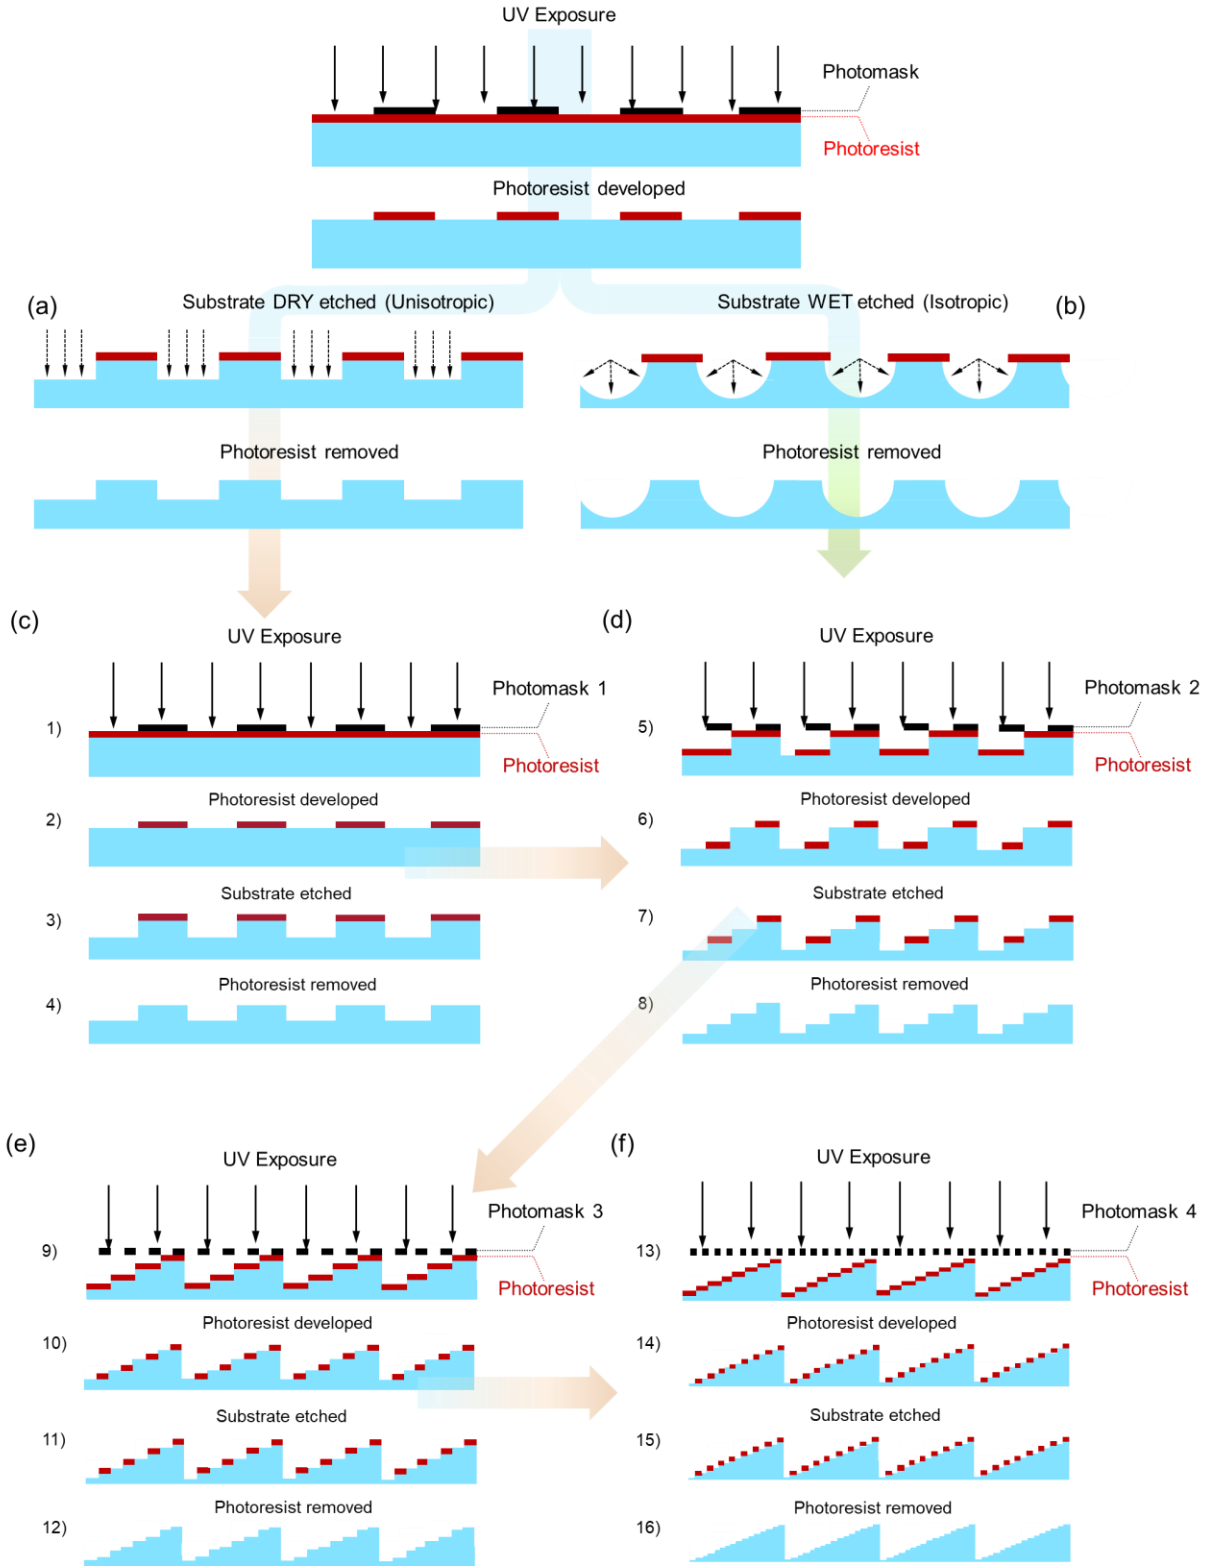 UV Exposure
Photomask
Photoresist
Photoresist developed
(a)
Substrate DRY etched (Unisotropic)
Substrate WET etched (Isotropic)
(b)
Photoresist removed
Photoresist removed
(c)
UV Exposure
Photomask 1
1)
Photoresist
Photoresist developed
2)
Substrate etched
3)
Photoresist removed
4)
(d)
UV Exposure
Photomask 2
5)
Photoresist
Photoresist developed
6)
Substrate etched
7)
Photoresist removed
8)
(e)
UV Exposure
Photomask 3
9)
Photoresist
Photoresist developed
10)
Substrate etched
11)
Photoresist removed
12)
(f)
UV Exposure
Photomask 4
13)
Photoresist
Photoresist developed
14)
Substrate etched
15)
Photoresist removed
16)